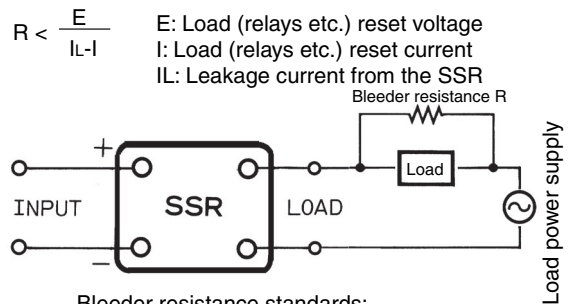 R < E / IL-I
E: Load (relays etc.) reset voltage
I: Load (relays etc.) reset current
IL: Leakage current from the SSR
Bleeder resistance R
+
Load
INPUT SSR LOAD
−
Load power supply
Bleeder resistance standards: